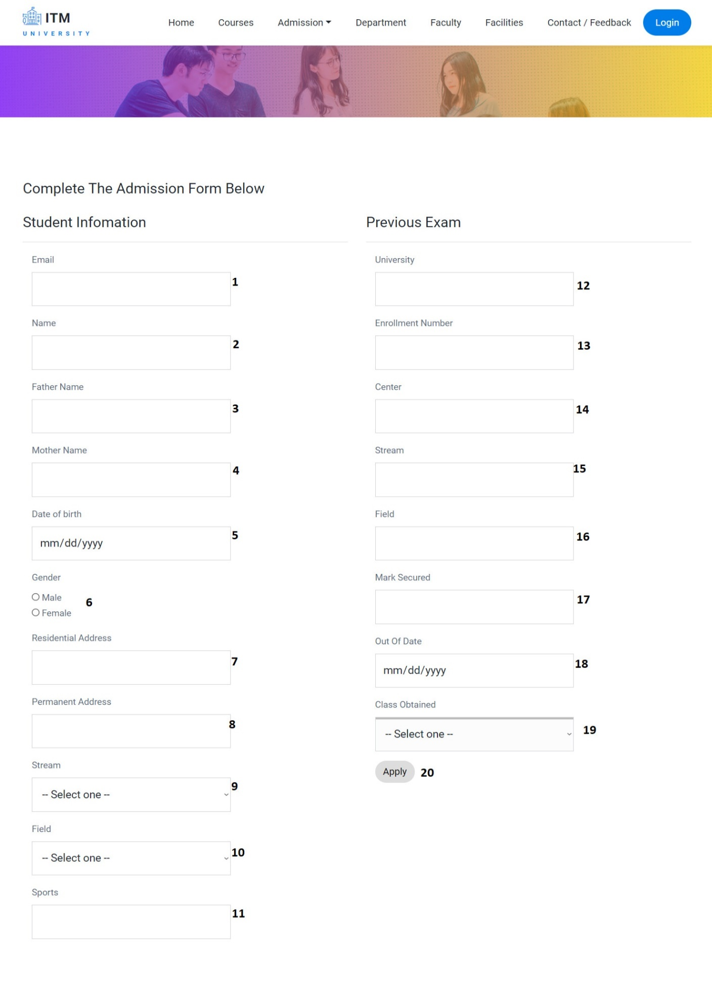 ITM
UNIVERSITY
Home Courses Admission Department Faculty Facilities Contact / Feedback Login
Complete The Admission Form Below
Student Infomation
Email
1
Name
2
Father Name
3
Mother Name
4
Date of birth
mm/dd/yyyy 5
Gender
Male
6
Female
Residential Address
7
Permanent Address
8
Stream
-- Select one -- 9
Field
-- Select one -- 10
Sports
11
Previous Exam
University
12
Enrollment Number
13
Center
14
Stream
15
Field
16
Mark Secured
17
Out Of Date
mm/dd/yyyy 18
Class Obtained
-- Select one -- 19
Apply 20